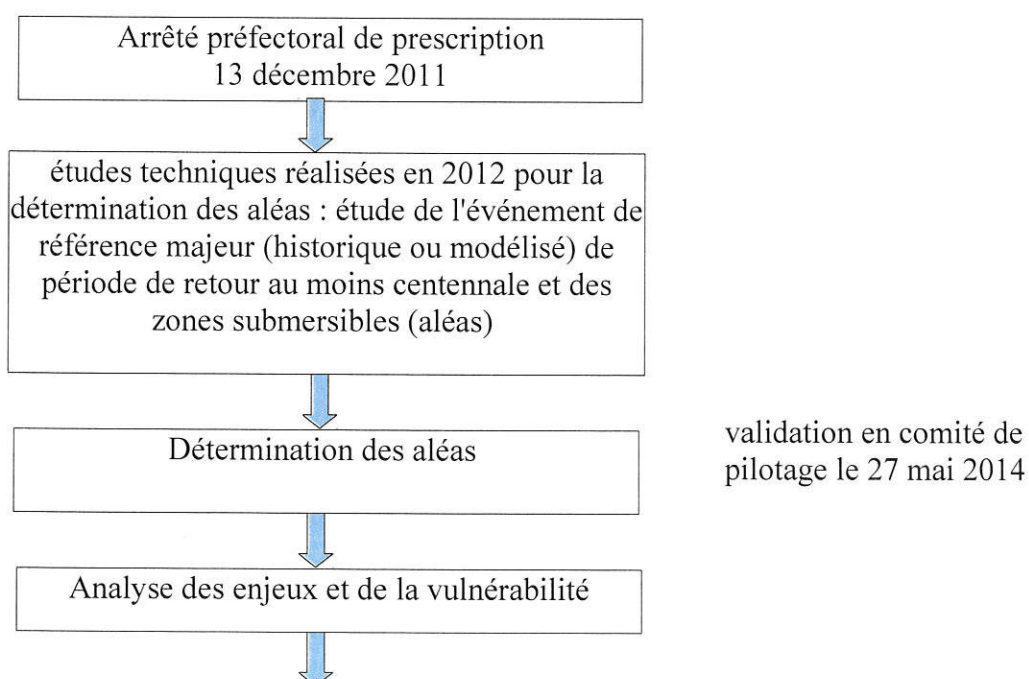 Arrêté préfectoral de prescription
13 décembre 2011
études techniques réalisées en 2012 pour la
détermination des aléas : étude de l'événement de
référence majeur (historique ou modélisé) de
période de retour au moins centennale et des
zones submersibles (aléas)
Détermination des aléas
validation en comité de
pilotage le 27 mai 2014
Analyse des enjeux et de la vulnérabilité